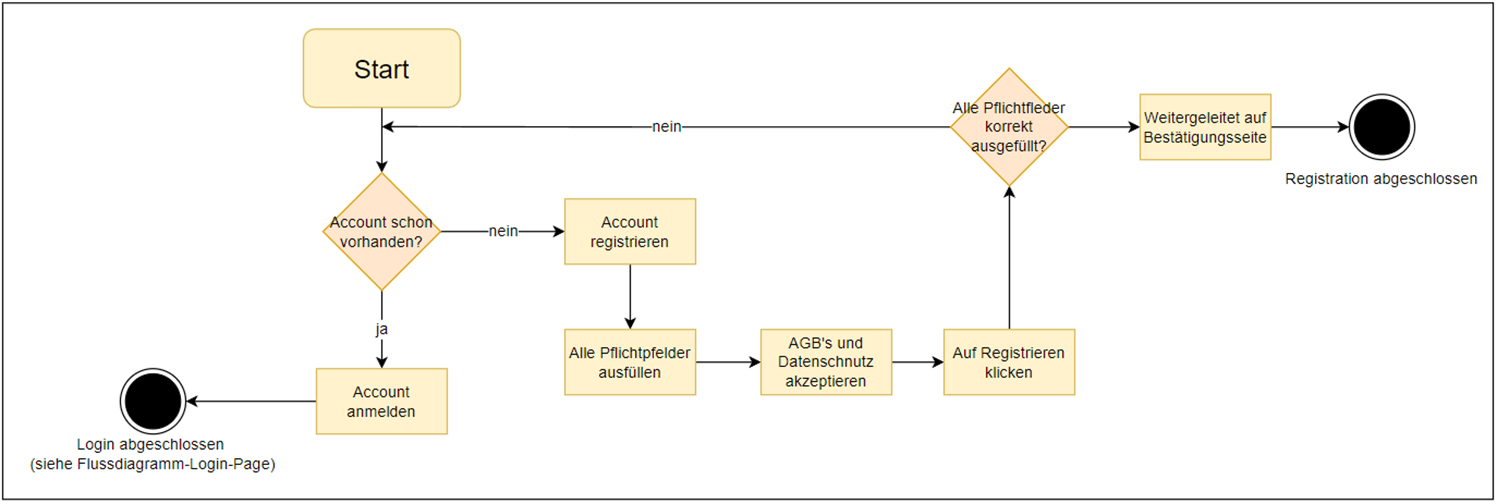 Start
Account schon
vorhanden?
nein
Account
registrieren
ja
Account
anmelden
Login abgeschlossen
(siehe Flussdiagramm-Login-Page)
Alle Pflichtpfelder
ausfüllen
AGB's und
Datenschnutz
akzeptieren
Auf Registrieren
klicken
Alle Pflichtfleder
korrekt
ausgefüllt?
nein
Weitergeleitet auf
Bestätigungsseite
Registration abgeschlossen